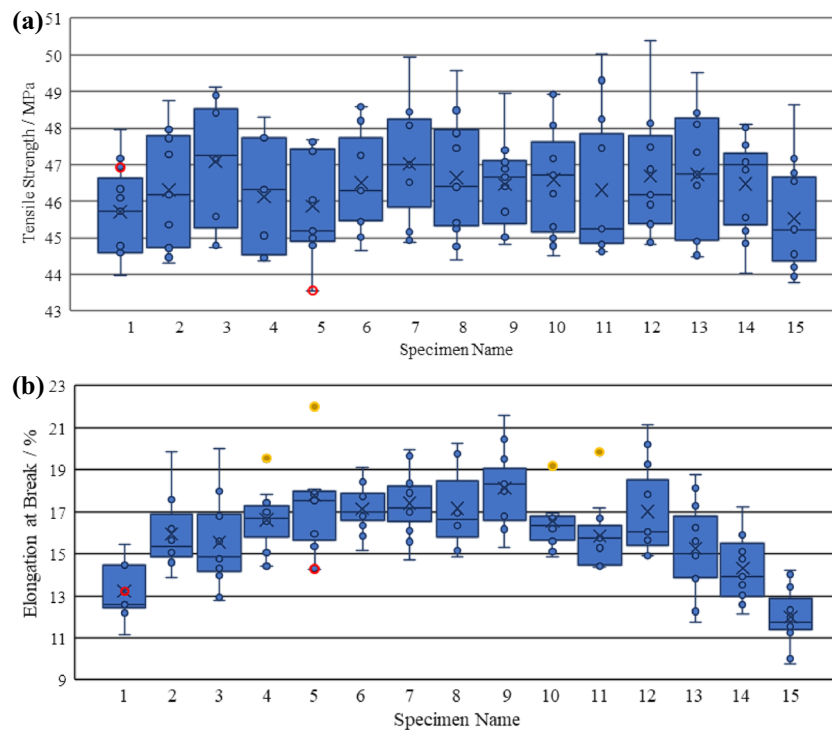 (a)
Tensile Strength / MPa
51
50
49
48
47
46
45
44
43
1 2 3 4 5 6 7 8 9 10 11 12 13 14 15
Specimen Name
(b)
Elongation at Break / %
23
21
19
17
15
13
11
9
1 2 3 4 5 6 7 8 9 10 11 12 13 14 15
Specimen Name